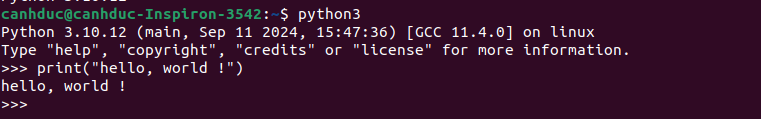 canhduc@canhduc-Inspiron-3542:~$ python3
Python 3.10.12 (main, Sep 11 2024, 15:47:36) [GCC 11.4.0] on linux
Type "help", "copyright", "credits" or "license" for more information.
>>> print("hello, world !")
hello, world !
>>>